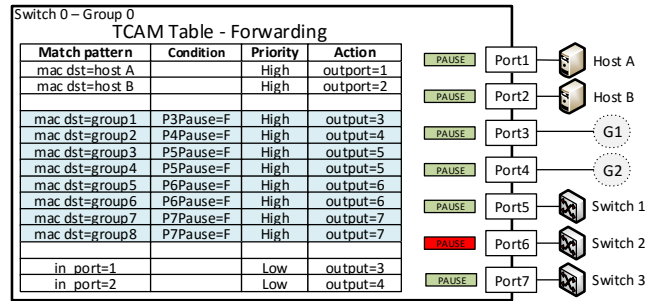 Switch 0 – Group 0
TCAM Table - Forwarding
Match pattern Condition Priority Action
mac dst=host A High outport=1
mac dst=host B High outport=2
mac dst=group1 P3Pause=F High output=3
mac dst=group2 P4Pause=F High output=4
mac dst=group3 P5Pause=F High output=5
mac dst=group4 P5Pause=F High output=5
mac dst=group5 P6Pause=F High output=6
mac dst=group6 P6Pause=F High output=6
mac dst=group7 P7Pause=F High output=7
mac dst=group8 P7Pause=F High output=7
in_port=1 Low output=3
in_port=2 Low output=4
PAUSE Port1 Host A
PAUSE Port2 Host B
PAUSE Port3 G1
PAUSE Port4 G2
PAUSE Port5 Switch 1
PAUSE Port6 Switch 2
PAUSE Port7 Switch 3